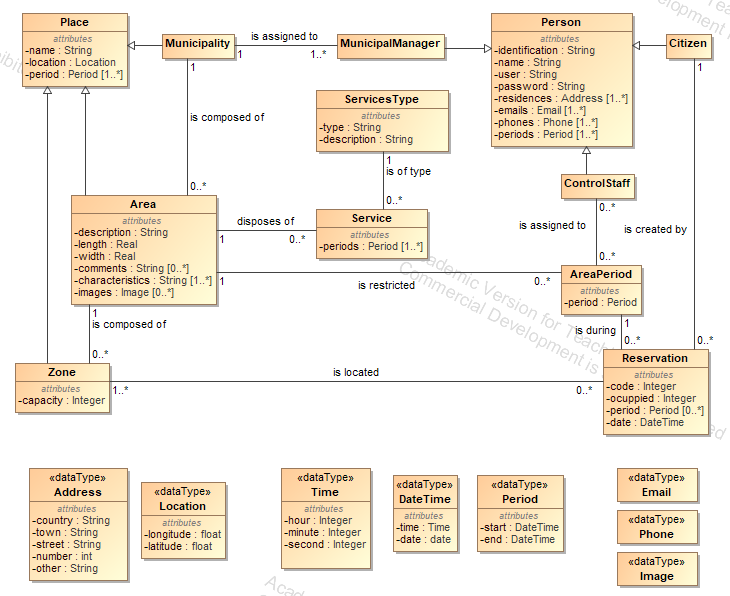 Place
attributes
-name : String
-location : Location
-period : Period [1..*]
Municipality
1
is assigned to
1..*
MunicipalManager
Person
attributes
-identification : String
-name : String
-user : String
-password : String
-residences : Address [1..*]
-emails : Email [1..*]
-phones : Phone [1..*]
-periods : Period [1..*]
Citizen
1
1
is composed of
0..*
ServicesType
attributes
-type : String
-description : String
1
is of type
0..*
ControlStaff
0..*
is assigned to
0..*
is created by
0..*
Area
attributes
-description : String
-length : Real
-width : Real
-comments : String [0..*]
-characteristics : String [1..*]
-images : Image [0..*]
disposes of
1
0..*
Service
attributes
-periods : Period [1..*]
1
is restricted
0..*
AreaPeriod
attributes
-period : Period
1
is during
0..*
1
is composed of
0..*
Zone
attributes
-capacity : Integer
1..*
is located
0..*
Reservation
attributes
-code : Integer
-ocuppied : Integer
-period : Period [0..*]
-date : DateTime
«dataType»
Address
attributes
-country : String
-town : String
-street : String
-number : int
-other : String
«dataType»
Location
attributes
-longitude : float
-latitude : float
«dataType»
Time
attributes
-hour : Integer
-minute : Integer
-second : Integer
«dataType»
DateTime
attributes
-time : Time
-date : date
«dataType»
Period
attributes
-start : DateTime
-end : DateTime
«dataType»
Email
«dataType»
Phone
«dataType»
Image
Academic Version for Teac
Commercial Development is